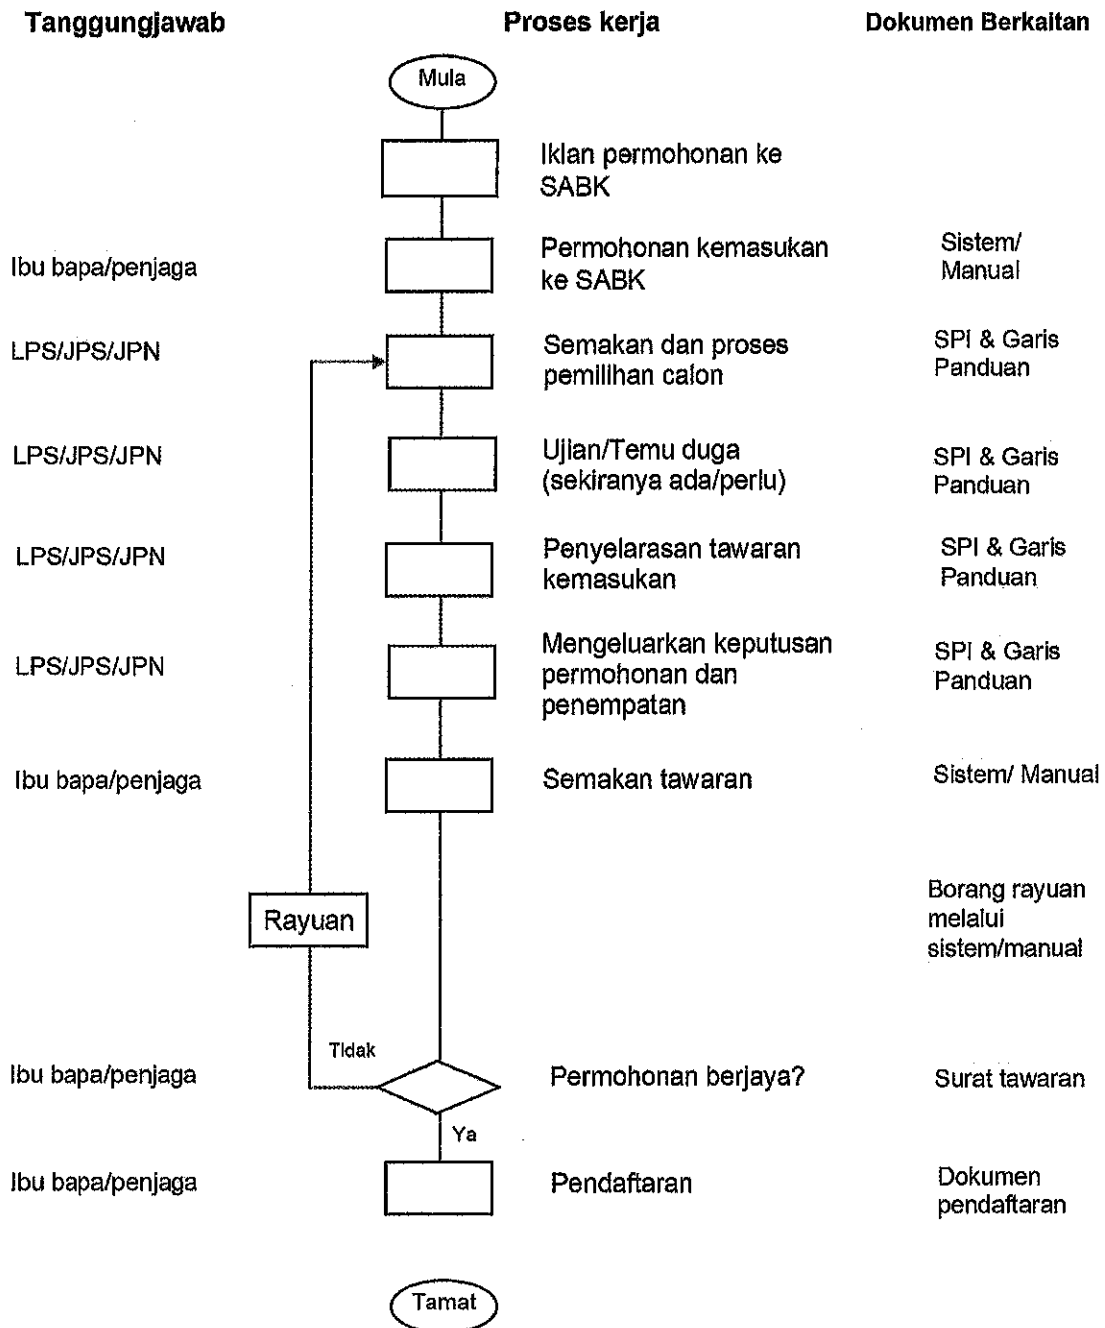 Tanggungjawab
Proses kerja
Dokumen Berkaitan
Mula
Iklan permohonan ke
SABK
Ibu bapa/penjaga
Permohonan kemasukan
ke SABK
Sistem/
Manual
LPS/JPS/JPN
Semakan dan proses
pemilihan calon
SPI & Garis
Panduan
LPS/JPS/JPN
Ujian/Temu duga
(sekiranya ada/perlu)
SPI & Garis
Panduan
LPS/JPS/JPN
Penyelarasan tawaran
kemasukan
SPI & Garis
Panduan
LPS/JPS/JPN
Mengeluarkan keputusan
permohonan dan
penempatan
SPI & Garis
Panduan
Ibu bapa/penjaga
Semakan tawaran
Sistem/ Manual
Rayuan
Borang rayuan
melalui
sistem/manual
Tidak
Ibu bapa/penjaga
Permohonan berjaya?
Surat tawaran
Ya
Ibu bapa/penjaga
Pendaftaran
Dokumen
pendaftaran
Tamat